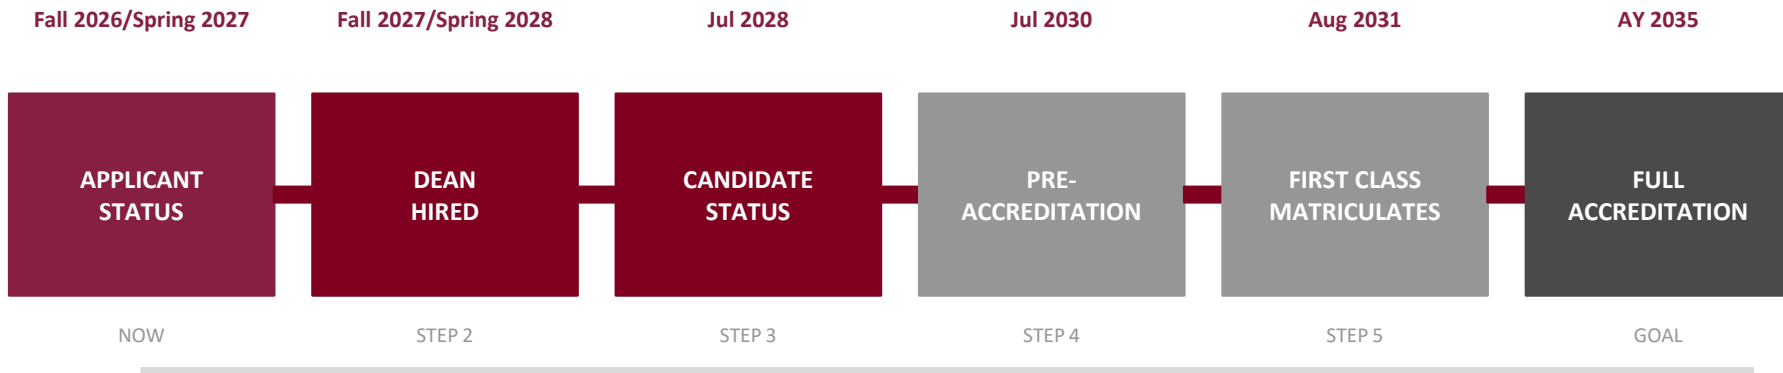 Fall 2026/Spring 2027
Fall 2027/Spring 2028
Jul 2028
Jul 2030
Aug 2031
AY 2035
APPLICANT
STATUS
DEAN
HIRED
CANDIDATE
STATUS
PRE-
ACCREDITATION
FIRST CLASS
MATRICULATES
FULL
ACCREDITATION
NOW
STEP 2
STEP 3
STEP 4
STEP 5
GOAL